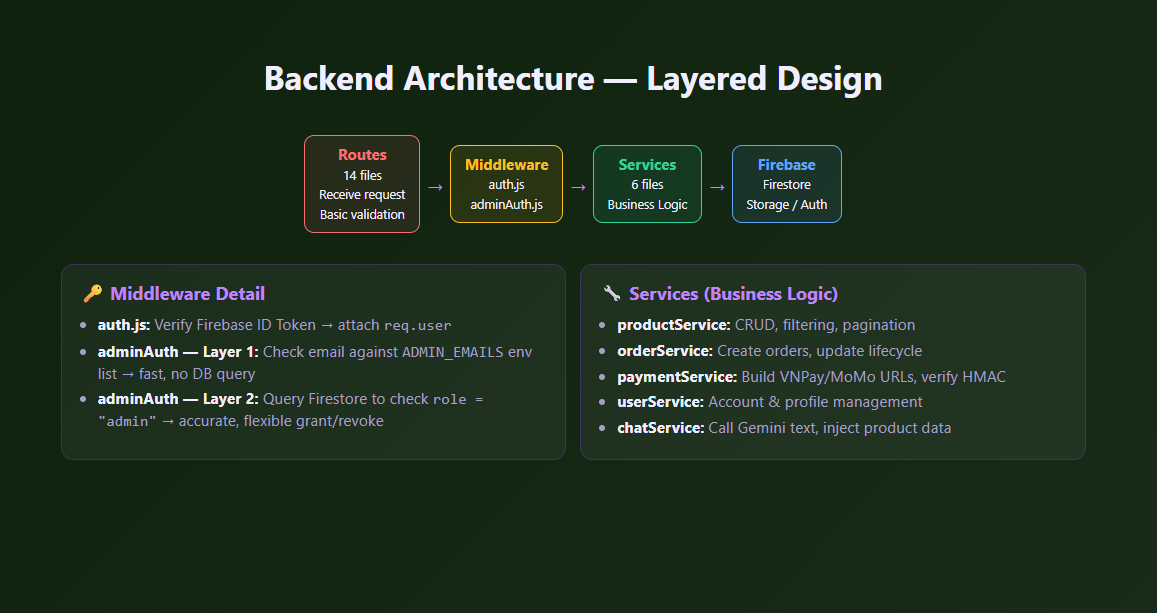 Backend Architecture — Layered Design
Routes
14 files
Receive request
Basic validation
→
Middleware
auth.js
adminAuth.js
→
Services
6 files
Business Logic
→
Firebase
Firestore
Storage / Auth
🔑 Middleware Detail
• auth.js: Verify Firebase ID Token → attach req.user
• adminAuth — Layer 1: Check email against ADMIN_EMAILS env
list → fast, no DB query
• adminAuth — Layer 2: Query Firestore to check role =
"admin" → accurate, flexible grant/revoke
🔧 Services (Business Logic)
• productService: CRUD, filtering, pagination
• orderService: Create orders, update lifecycle
• paymentService: Build VNPay/MoMo URLs, verify HMAC
• userService: Account & profile management
• chatService: Call Gemini text, inject product data